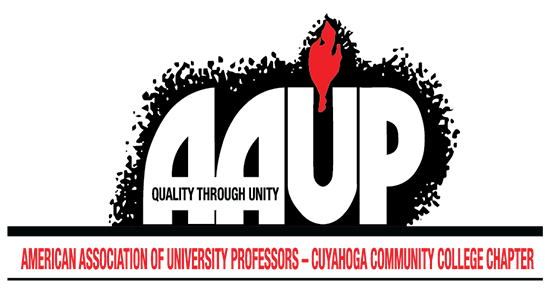 AAUP
QUALITY THROUGH UNITY
AMERICAN ASSOCIATION OF UNIVERSITY PROFESSORS – CUYAHOGA COMMUNITY COLLEGE CHAPTER